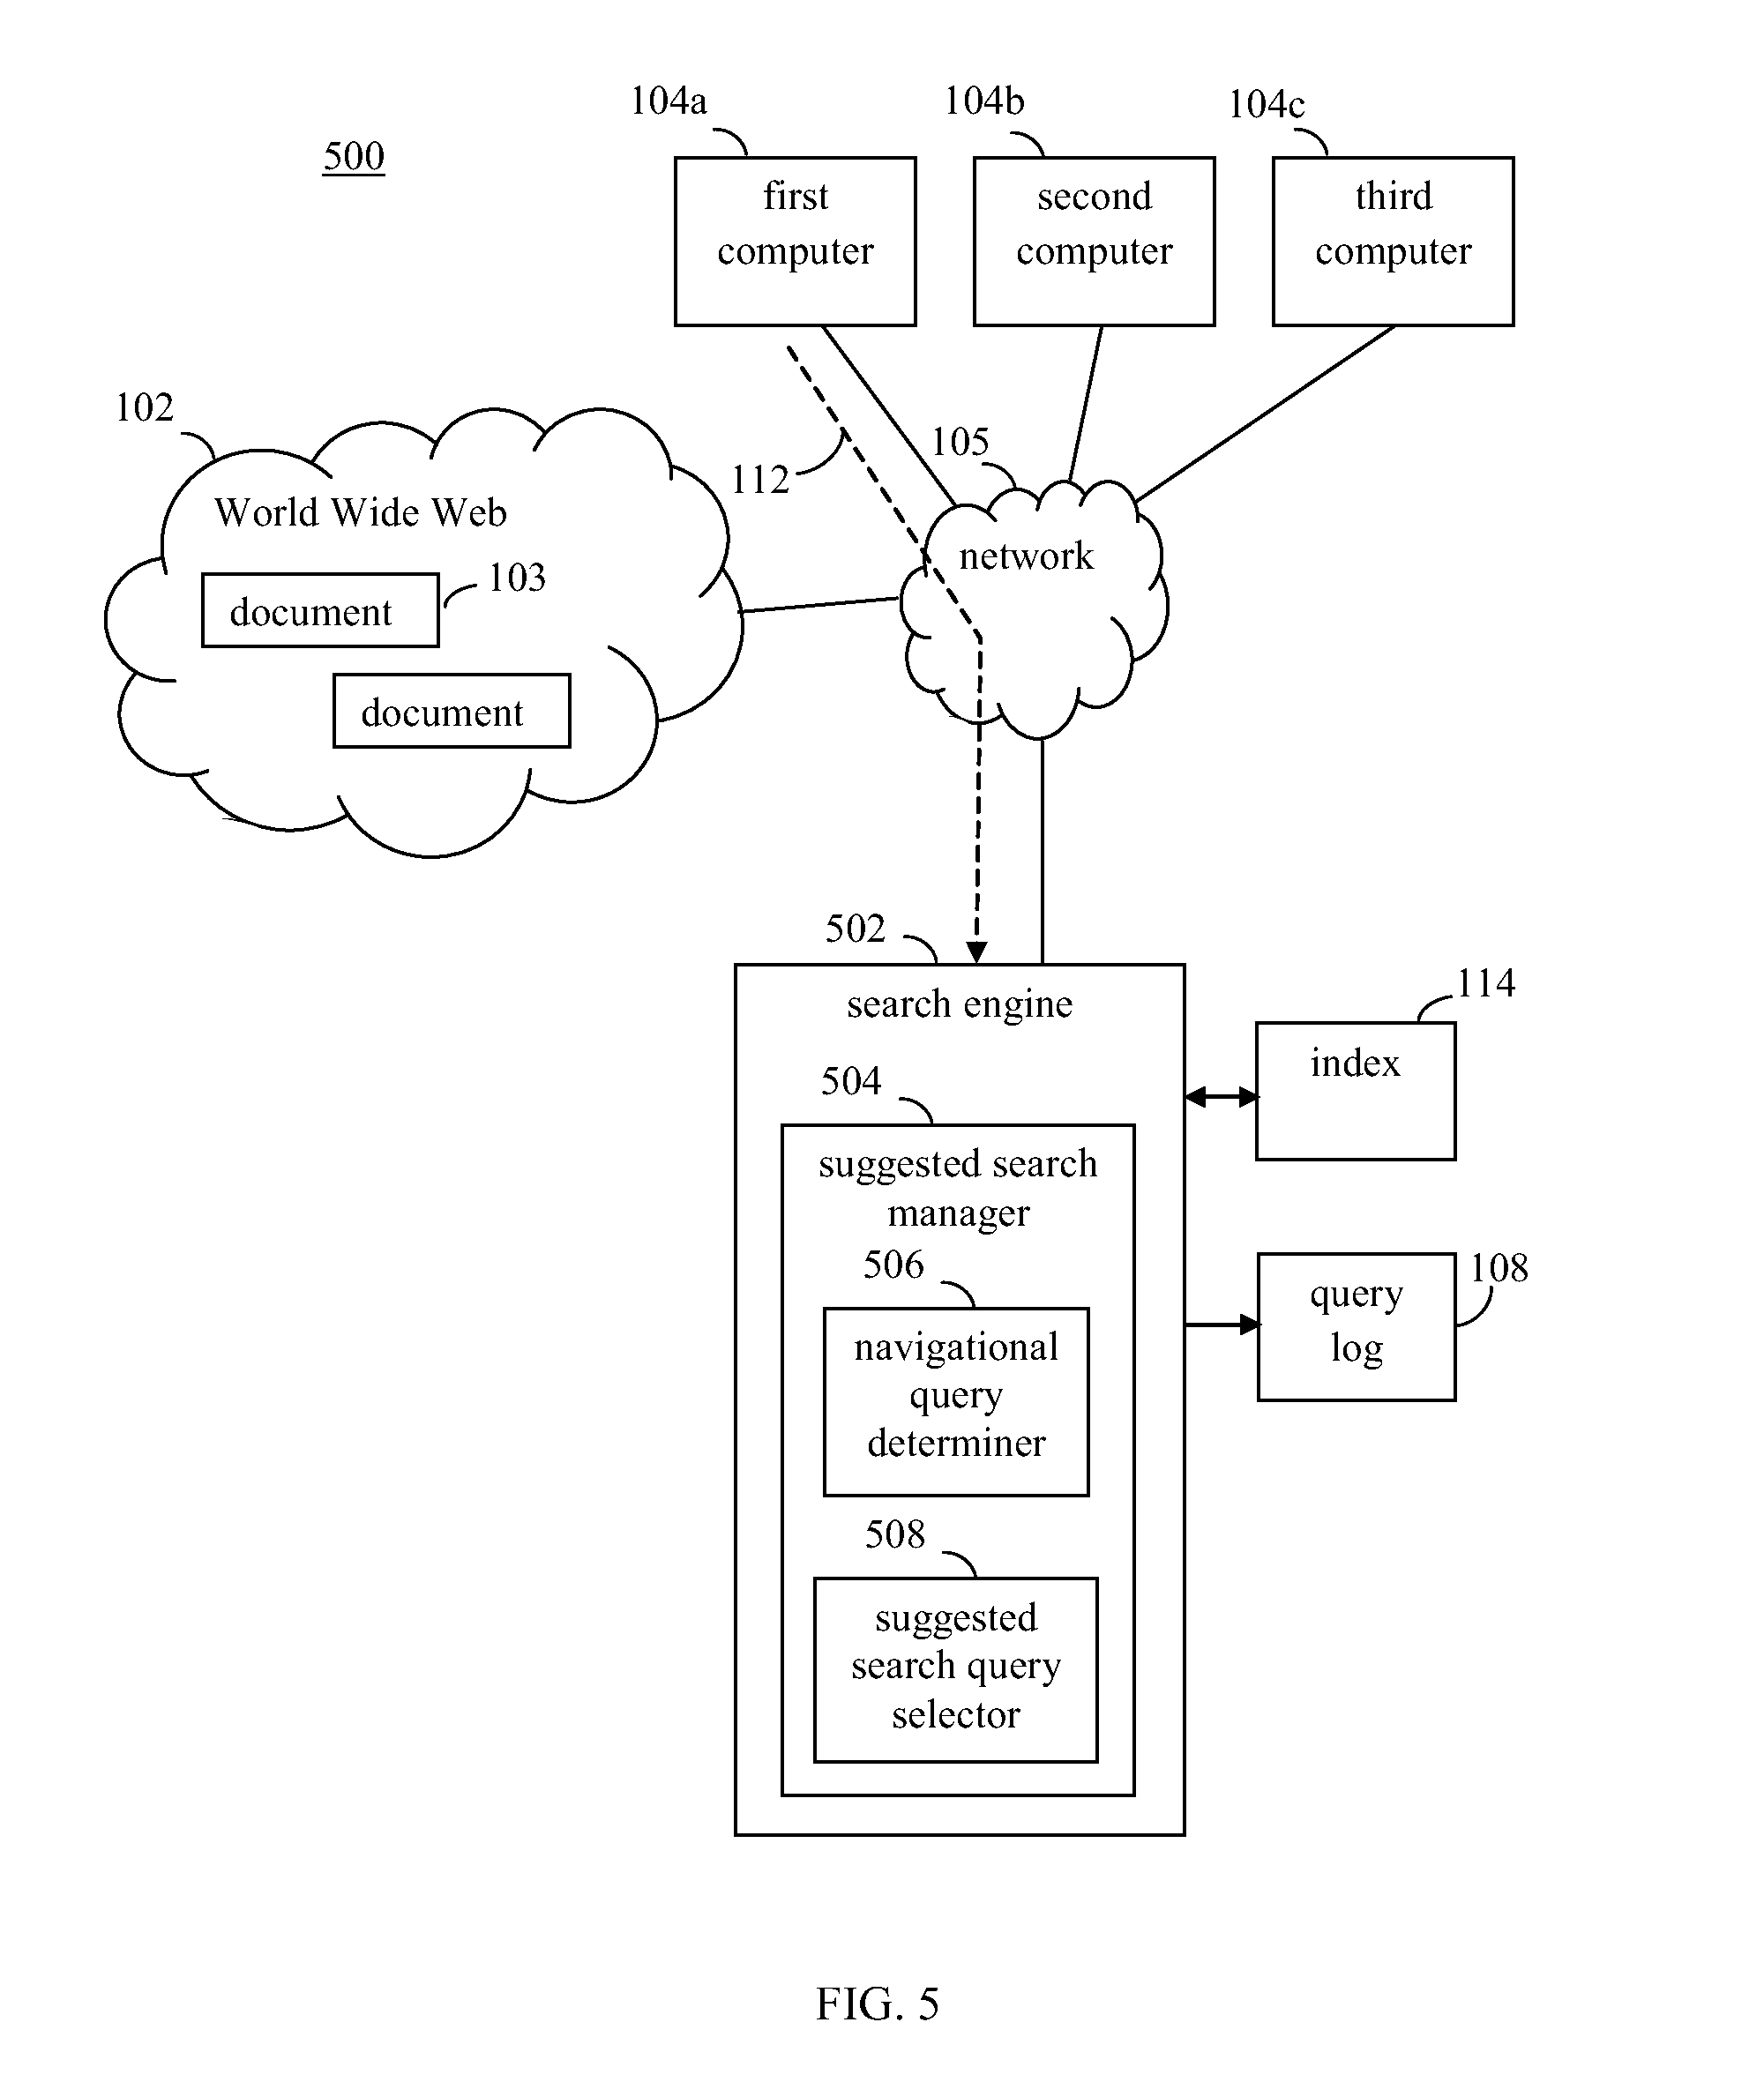 500
104a
104b
104c
first
computer
second
computer
third
computer
102
World Wide Web
document
103
document
112
105
network
502
search engine
504
suggested search
manager
506
navigational
query
determiner
508
suggested
search query
selector
114
index
108
query
log
FIG. 5